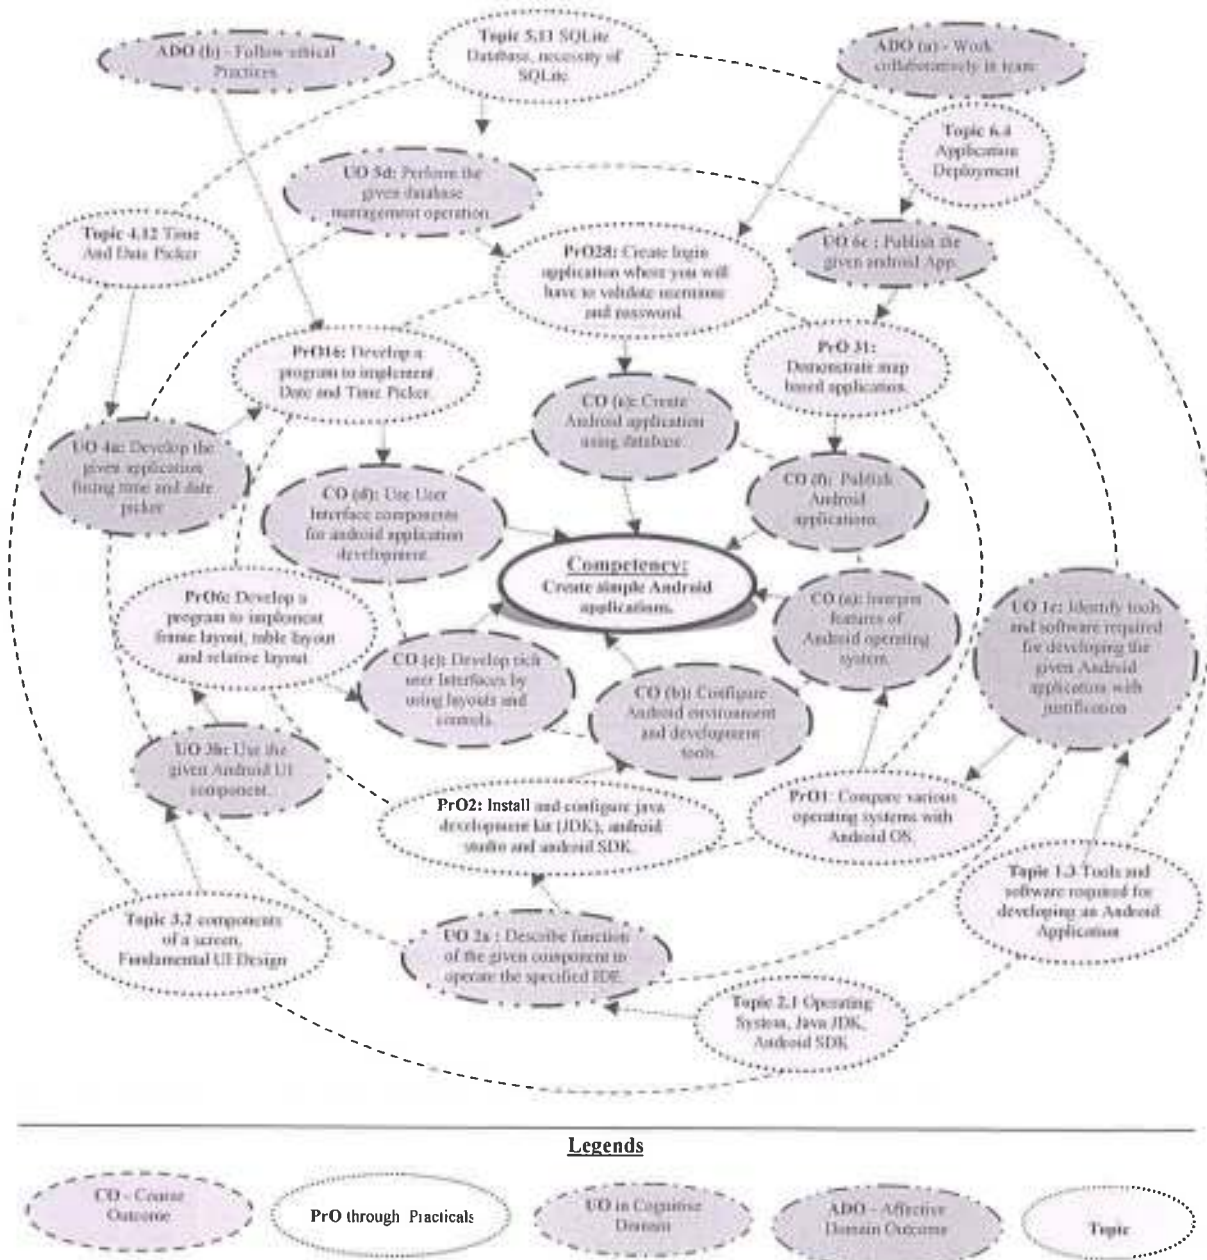 Topic 5.11 SQLite
Database, necessity of
SQLite
ADO (b) - Follow ethical
Practices
ADO (a) - Work
collaboratively in team.
Topic 6.4
Application
Deployment
UO 5d: Perform the
given database
management operation.
Topic 4.12 Time
And Date Picker
PrO28: Create login
application where you will
have to validate username
and password
UO 6c : Publish the
given android App.
PrO16: Develop a
program to implement
Date and Time Picker.
PrO 31:
Demonstrate map
based application.
CO (e): Create
Android application
using database.
UO 4a: Develop the
given application
using time and date
picker
CO (d): Use User
Interface components
for android application
development.
CO (f): Publish
Android
applications.
Competency:
Create simple Android
applications.
PrO6: Develop a
program to implement
frame layout, table layout
and relative layout.
CO (a): Interpret
features of
Android operating
system.
UO 1c: Identify tools
and software required
for developing the
given Android
application with
justification
CO (c): Develop rich
user Interfaces by
using layouts and
controls.
CO (b): Configure
Android environment
and development
tools.
UO 3b: Use the
given Android UI
component.
PrO2: Install and configure java
development kit (JDK), android
studio and android SDK.
PrO1: Compare various
operating systems with
Android OS.
Topic 1.3 Tools and
software required for
developing an Android
Application
Topic 3.2 components
of a screen,
Fundamental UI Design
UO 2a : Describe function
of the given component to
operate the specified IDE.
Topic 2.1 Operating
System, Java JDK,
Android SDK
Legends
CO - Course
Outcome
PrO through Practicals
UO in Cognitive
Domain
ADO - Affective
Domain Outcome
Topic